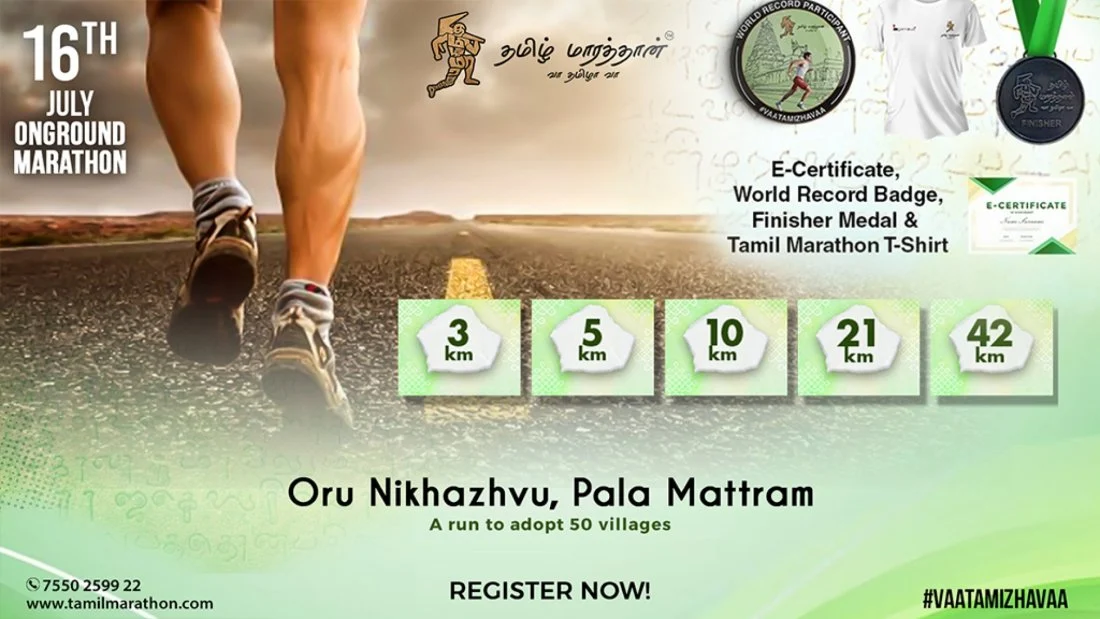 16TH
JULY
ONGROUND
MARATHON
தமிழ் மாரத்தான்
வா தமிழா வா
WORLD RECORD PARTICIPANT
#VAATAMIZHAVAA
FINISHER
E-Certificate,
World Record Badge,
Finisher Medal &
Tamil Marathon T-Shirt
E-CERTIFICATE
3
km
5
km
10
km
21
km
42
km
Oru Nikhazhvu, Pala Mattram
A run to adopt 50 villages
7550 2599 22
www.tamilmarathon.com
REGISTER NOW!
#VAATAMIZHAVAA